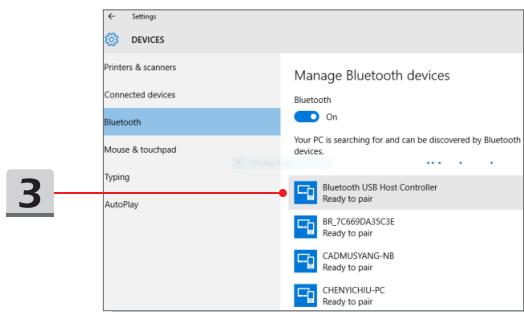 ← Settings
DEVICES
Printers & scanners
Connected devices
Bluetooth
Mouse & touchpad
Typing
AutoPlay
Manage Bluetooth devices
Bluetooth
On
Your PC is searching for and can be discovered by Bluetooth
devices.
3
Bluetooth USB Host Controller
Ready to pair
BR_7C669DA35C3E
Ready to pair
CADMUSYANG-NB
Ready to pair
CHENYICHIU-PC
Ready to pair